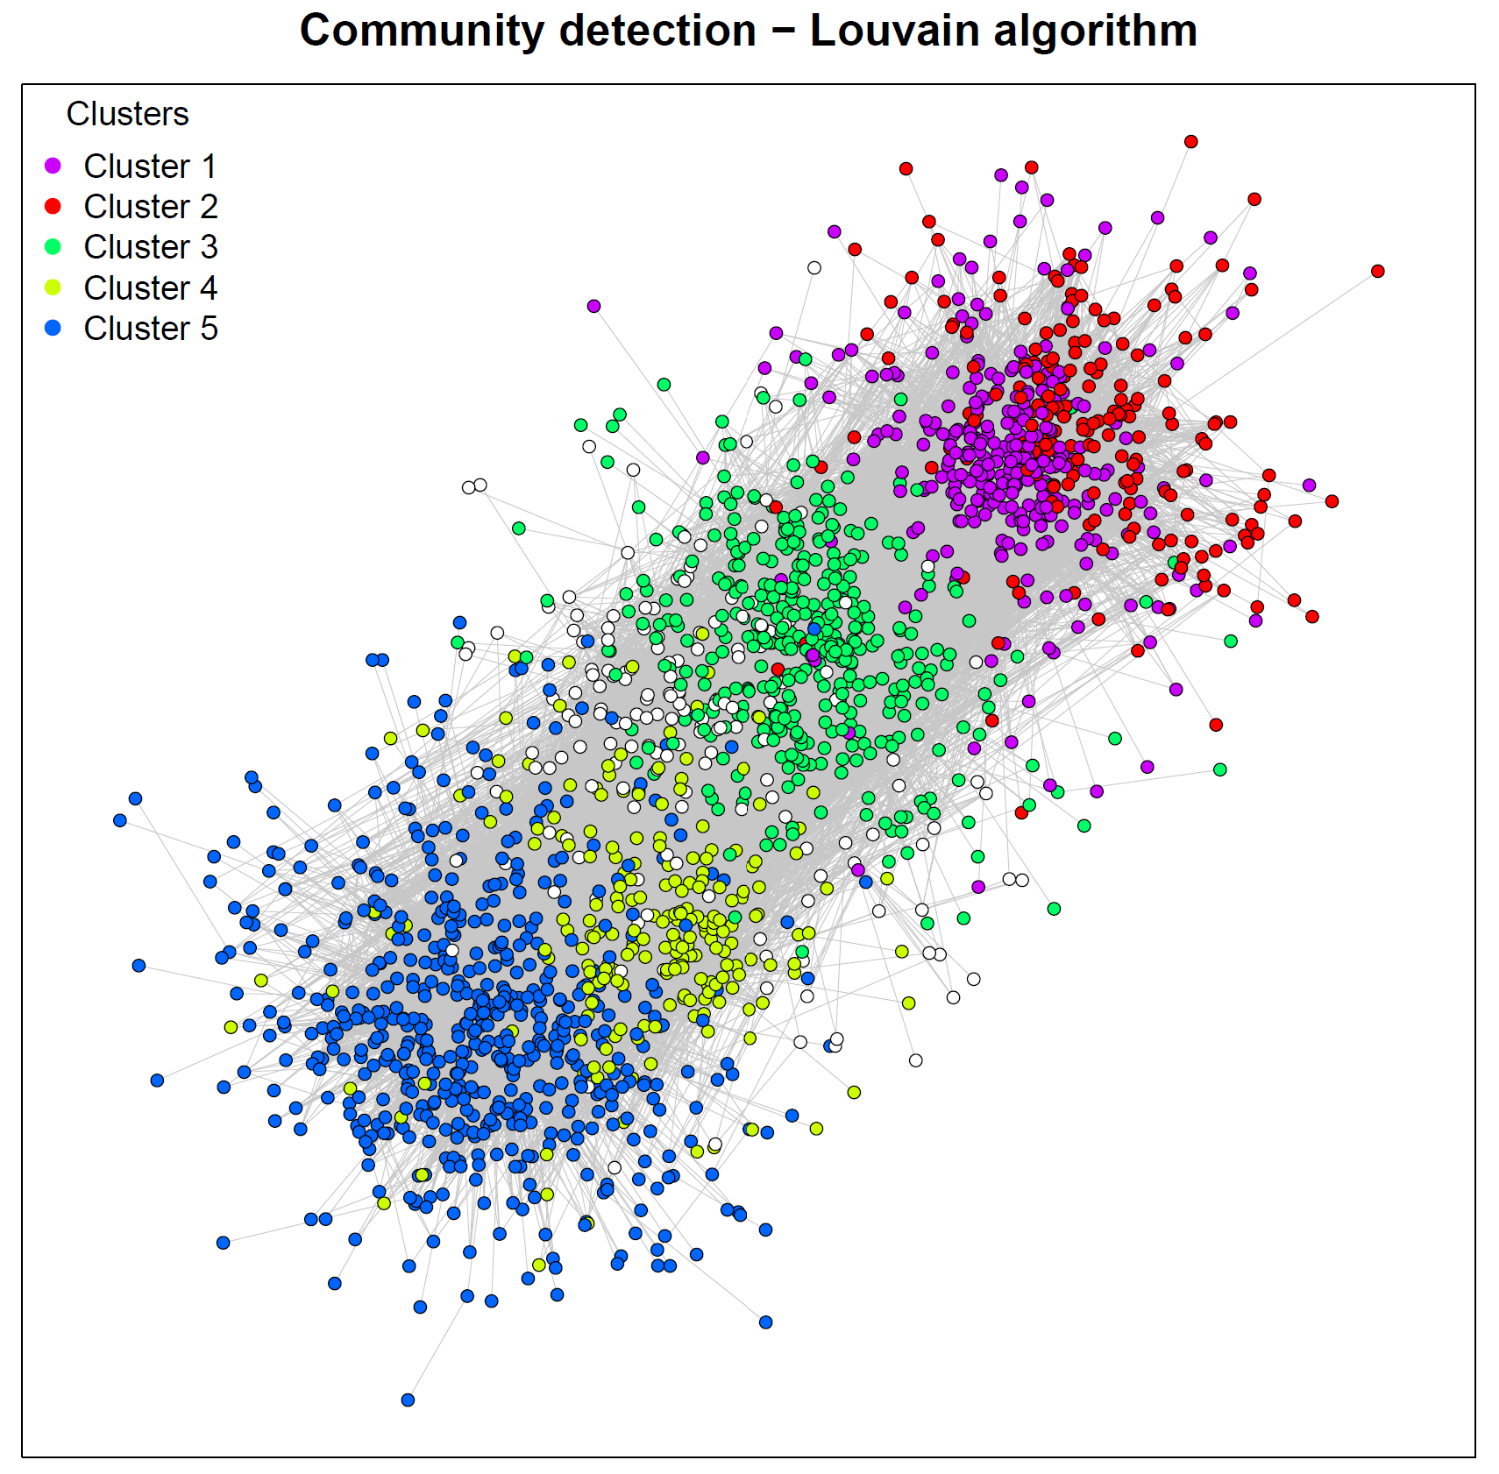 Community detection − Louvain algorithm
Clusters
Cluster 1
Cluster 2
Cluster 3
Cluster 4
Cluster 5